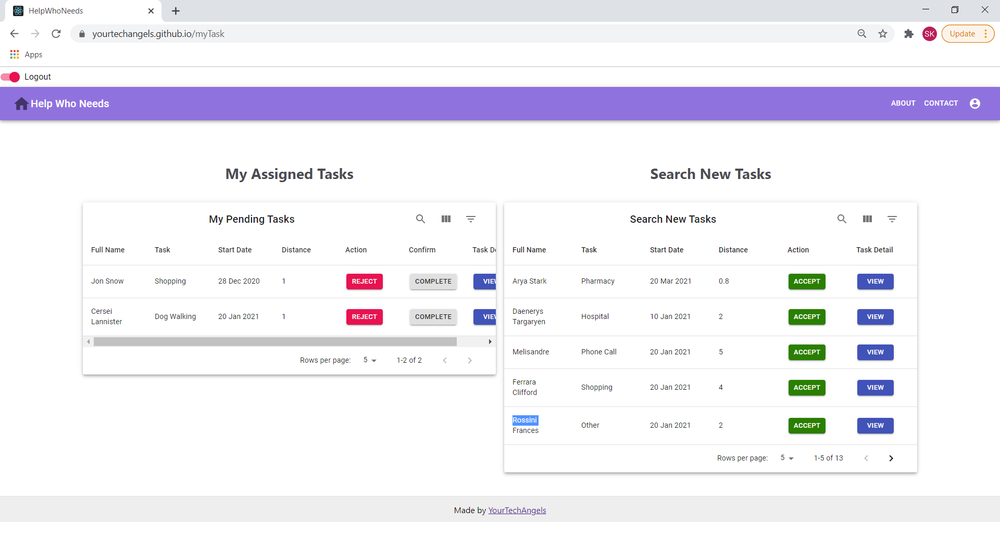 HelpWhoNeeds
yourtechangels.github.io/myTask
SK
Update
Apps
Logout
Help Who Needs
ABOUT
CONTACT
My Assigned Tasks
My Pending Tasks
Full Name Task Start Date Distance Action Confirm Task De
Jon Snow Shopping 28 Dec 2020 1 REJECT COMPLETE VIEW
Cersei
Lannister Dog Walking 20 Jan 2021 1 REJECT COMPLETE VIEW
Rows per page: 5 1-2 of 2
Search New Tasks
Search New Tasks
Full Name Task Start Date Distance Action Task Detail
Arya Stark Pharmacy 20 Mar 2021 0.8 ACCEPT VIEW
Daenerys
Targaryen Hospital 10 Jan 2021 2 ACCEPT VIEW
Melisandre Phone Call 20 Jan 2021 5 ACCEPT VIEW
Ferrara
Clifford Shopping 20 Jan 2021 4 ACCEPT VIEW
Rossini
Frances Other 20 Jan 2021 2 ACCEPT VIEW
Rows per page: 5 1-5 of 13
Made by YourTechAngels